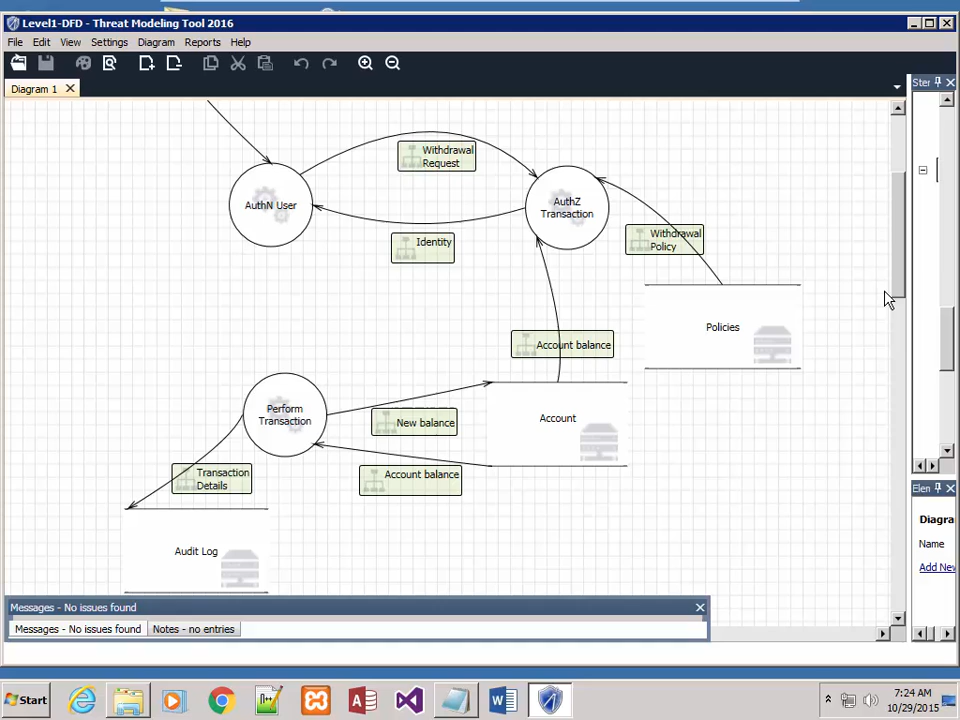 Level1-DFD - Threat Modeling Tool 2016
File Edit View Settings Diagram Reports Help
Diagram 1
Withdrawal
Request
AuthN User
AuthZ
Transaction
Identity
Withdrawal
Policy
Policies
Account balance
Perform
Transaction
New balance
Account
Account balance
Transaction
Details
Audit Log
Messages - No issues found
Messages - No issues found
Notes - no entries
Ster
Elen
Diagra
Name
Add New
Start
7:24 AM
10/29/2015